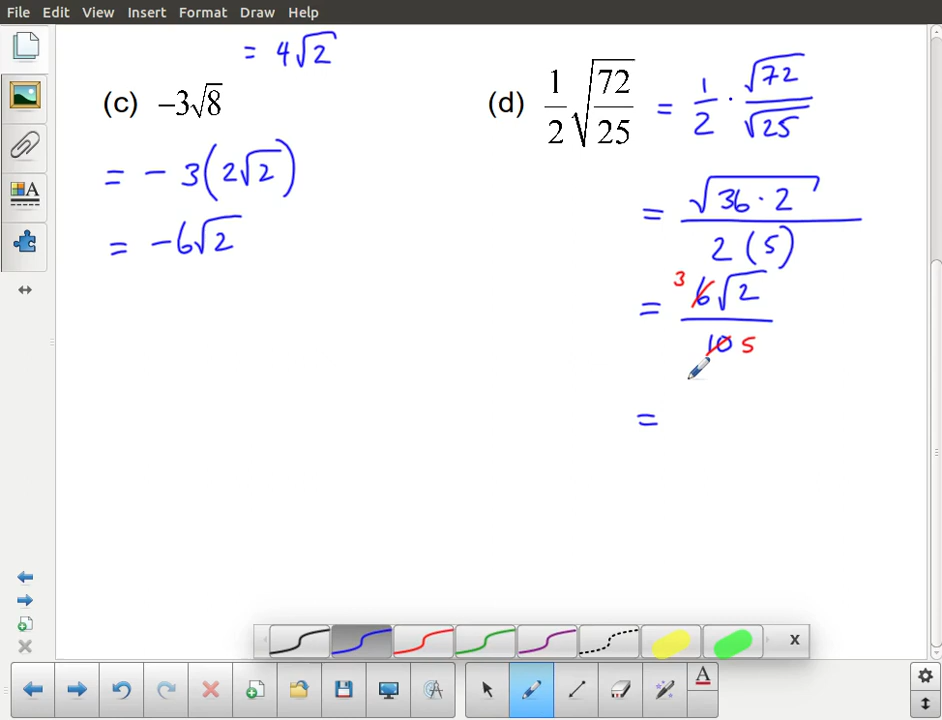 File Edit View Insert Format Draw Help
= 4√2
(c) −3√8
= −3(2√2)
= −6√2
(d) 1/2 √(72/25) = 1/2 · √72/√25
= √(36·2) / 2(5)
= 3 6√2 / 10 5
=
A
x
A